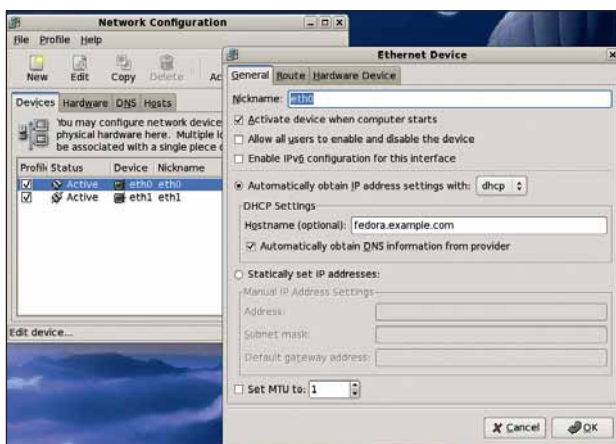 Network Configuration
File Profile Help
New Edit Copy Delete
Devices Hardware DNS Hosts
You may configure network device
physical hardware here. Multiple
be associated with a single piece
Status Device Nickname
Active eth0 eth0
Active eth1 eth1
Edit device...
Ethernet Device
General Route Hardware Device
Nickname: eth0
Activate device when computer starts
Allow all users to enable and disable the device
Enable IPv6 configuration for this interface
Automatically obtain IP address settings with: dhcp
DHCP Settings
Hostname (optional): fedora.example.com
Automatically obtain DNS information from provider
Statically set IP addresses:
Manual IP Address Settings
Address:
Subnet mask:
Default gateway address:
Set MTU to: 1
Cancel OK